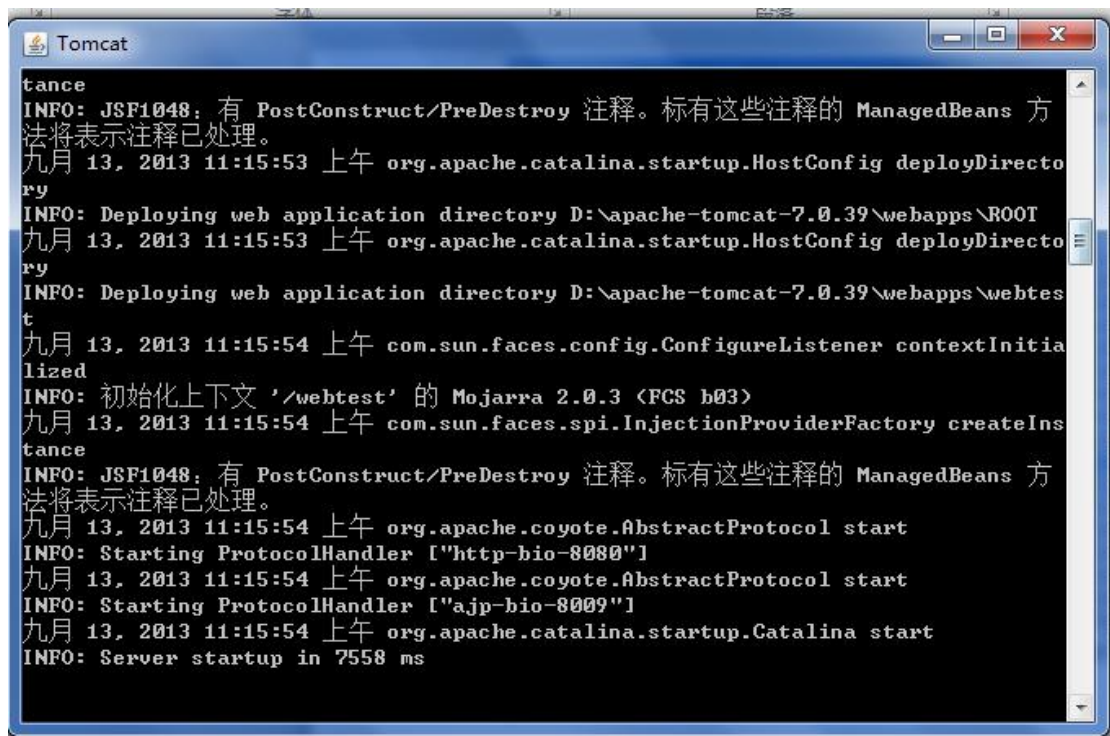 字体
段落
Tomcat
tance
INFO: JSF1048: 有 PostConstruct/PreDestroy 注释。标有这些注释的 ManagedBeans 方
法将表示注释已处理。
九月 13, 2013 11:15:53 上午 org.apache.catalina.startup.HostConfig deployDirecto
ry
INFO: Deploying web application directory D:\apache-tomcat-7.0.39\webapps\ROOT
九月 13, 2013 11:15:53 上午 org.apache.catalina.startup.HostConfig deployDirecto
ry
INFO: Deploying web application directory D:\apache-tomcat-7.0.39\webapps\webtes
t
九月 13, 2013 11:15:54 上午 com.sun.faces.config.ConfigureListener contextInitia
lized
INFO: 初始化上下文 '/webtest' 的 Mojarra 2.0.3 (FCS b03)
九月 13, 2013 11:15:54 上午 com.sun.faces.spi.InjectionProviderFactory createIns
tance
INFO: JSF1048: 有 PostConstruct/PreDestroy 注释。标有这些注释的 ManagedBeans 方
法将表示注释已处理。
九月 13, 2013 11:15:54 上午 org.apache.coyote.AbstractProtocol start
INFO: Starting ProtocolHandler ["http-bio-8080"]
九月 13, 2013 11:15:54 上午 org.apache.coyote.AbstractProtocol start
INFO: Starting ProtocolHandler ["ajp-bio-8009"]
九月 13, 2013 11:15:54 上午 org.apache.catalina.startup.Catalina start
INFO: Server startup in 7558 ms